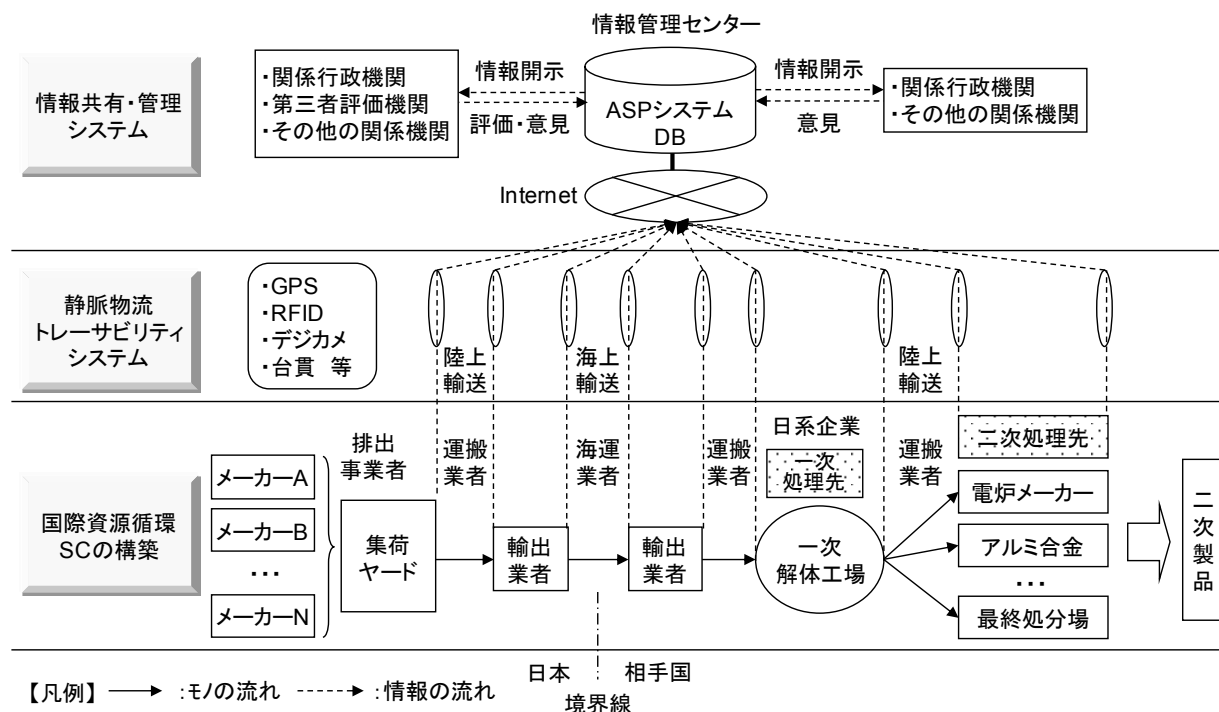 情報管理センター
情報共有・管理
システム
・関係行政機関
・第三者評価機関
・その他の関係機関
情報開示
評価・意見
ASPシステム
DB
情報開示
意見
・関係行政機関
・その他の関係機関
Internet
静脈物流
トレーサビリティ
システム
・GPS
・RFID
・デジカメ
・台貫 等
陸上
輸送
海上
輸送
陸上
輸送
国際資源循環
SCの構築
メーカーA
メーカーB
・・・
メーカーN
排出
事業者
集荷
ヤード
運搬
業者
輸出
業者
海運
業者
輸出
業者
運搬
業者
日系企業
一次
処理先
一次
解体工場
運搬
業者
二次処理先
電炉メーカー
アルミ合金
・・・
最終処分場
二次製品
日本
相手国
境界線
【凡例】 :モノの流れ :情報の流れ